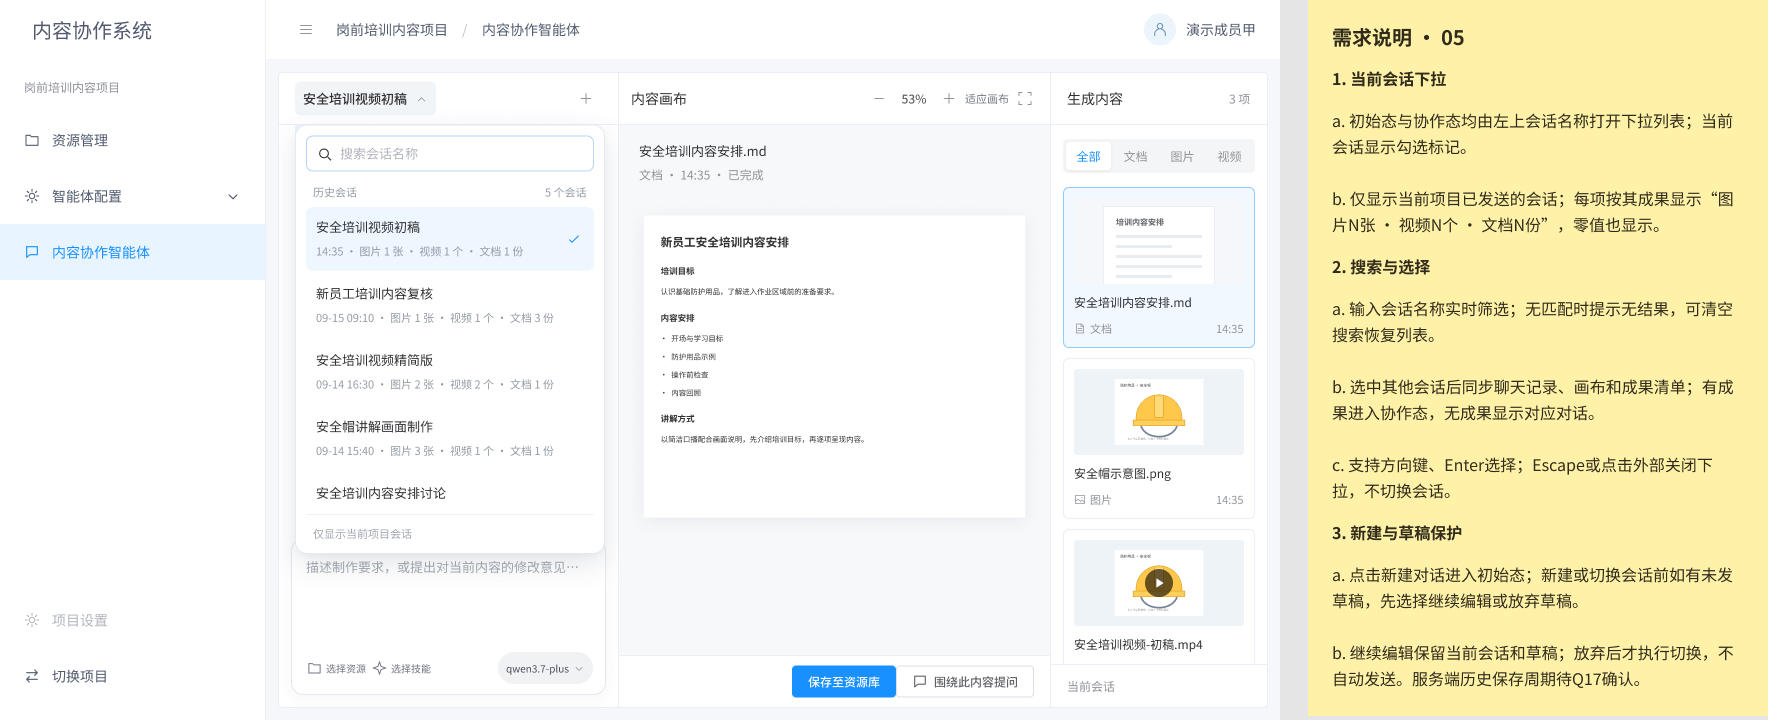 内容协作系统
岗前培训内容项目
资源管理
智能体配置
内容协作智能体
项目设置
切换项目
岗前培训内容项目 / 内容协作智能体
演示成员甲
安全培训视频初稿
搜索会话名称
历史会话
5 个会话
安全培训视频初稿
14:35 • 图片 1 张 • 视频 1 个 • 文档 1 份
新员工培训内容复核
09-15 09:10 • 图片 1 张 • 视频 1 个 • 文档 3 份
安全培训视频精简版
09-14 16:30 • 图片 2 张 • 视频 2 个 • 文档 1 份
安全帽讲解画面制作
09-14 15:40 • 图片 3 张 • 视频 1 个 • 文档 1 份
安全培训内容安排讨论
仅显示当前项目会话
描述制作要求，或提出对当前内容的修改意见…
选择资源
选择技能
qwen3.7-plus
内容画布
53%
适应画布
安全培训内容安排.md
文档 • 14:35 • 已完成
新员工安全培训内容安排
培训目标
认识基础防护用品，了解进入作业区域前的准备要求。
内容安排
• 开场与学习目标
• 防护用品示例
• 操作前检查
• 内容回顾
讲解方式
以简洁口播配合画面说明，先介绍培训目标，再逐项呈现内容。
保存至资源库
围绕此内容提问
生成内容
3 项
全部
文档
图片
视频
培训内容安排
安全培训内容安排.md
文档
14:35
安全帽示意图.png
图片
14:35
安全培训视频-初稿.mp4
当前会话
需求说明 • 05
1. 当前会话下拉
a. 初始态与协作态均由左上会话名称打开下拉列表；当前
会话显示勾选标记。
b. 仅显示当前项目已发送的会话；每项按其成果显示“图
片N张 • 视频N个 • 文档N份”，零值也显示。
2. 搜索与选择
a. 输入会话名称实时筛选；无匹配时提示无结果，可清空
搜索恢复列表。
b. 选中其他会话后同步聊天记录、画布和成果清单；有成
果进入协作态，无成果显示对应对话。
c. 支持方向键、Enter选择；Escape或点击外部关闭下
拉，不切换会话。
3. 新建与草稿保护
a. 点击新建对话进入初始态；新建或切换会话前如有未发
草稿，先选择继续编辑或放弃草稿。
b. 继续编辑保留当前会话和草稿；放弃后才执行切换，不
自动发送。服务端历史保存周期待Q17确认。